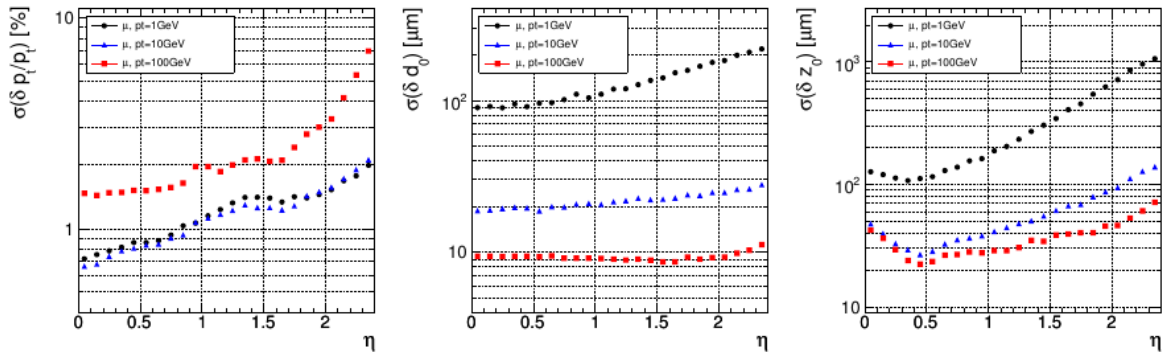 σ(δ p_t/p_t) [%]
10
1
μ, pt=1GeV
μ, pt=10GeV
μ, pt=100GeV
0 0.5 1 1.5 2
η
σ(δ d_0) [μm]
10^2
10
μ, pt=1GeV
μ, pt=10GeV
μ, pt=100GeV
0 0.5 1 1.5 2
η
σ(δ z_0) [μm]
10^3
10^2
10
μ, pt=1GeV
μ, pt=10GeV
μ, pt=100GeV
0 0.5 1 1.5 2
η